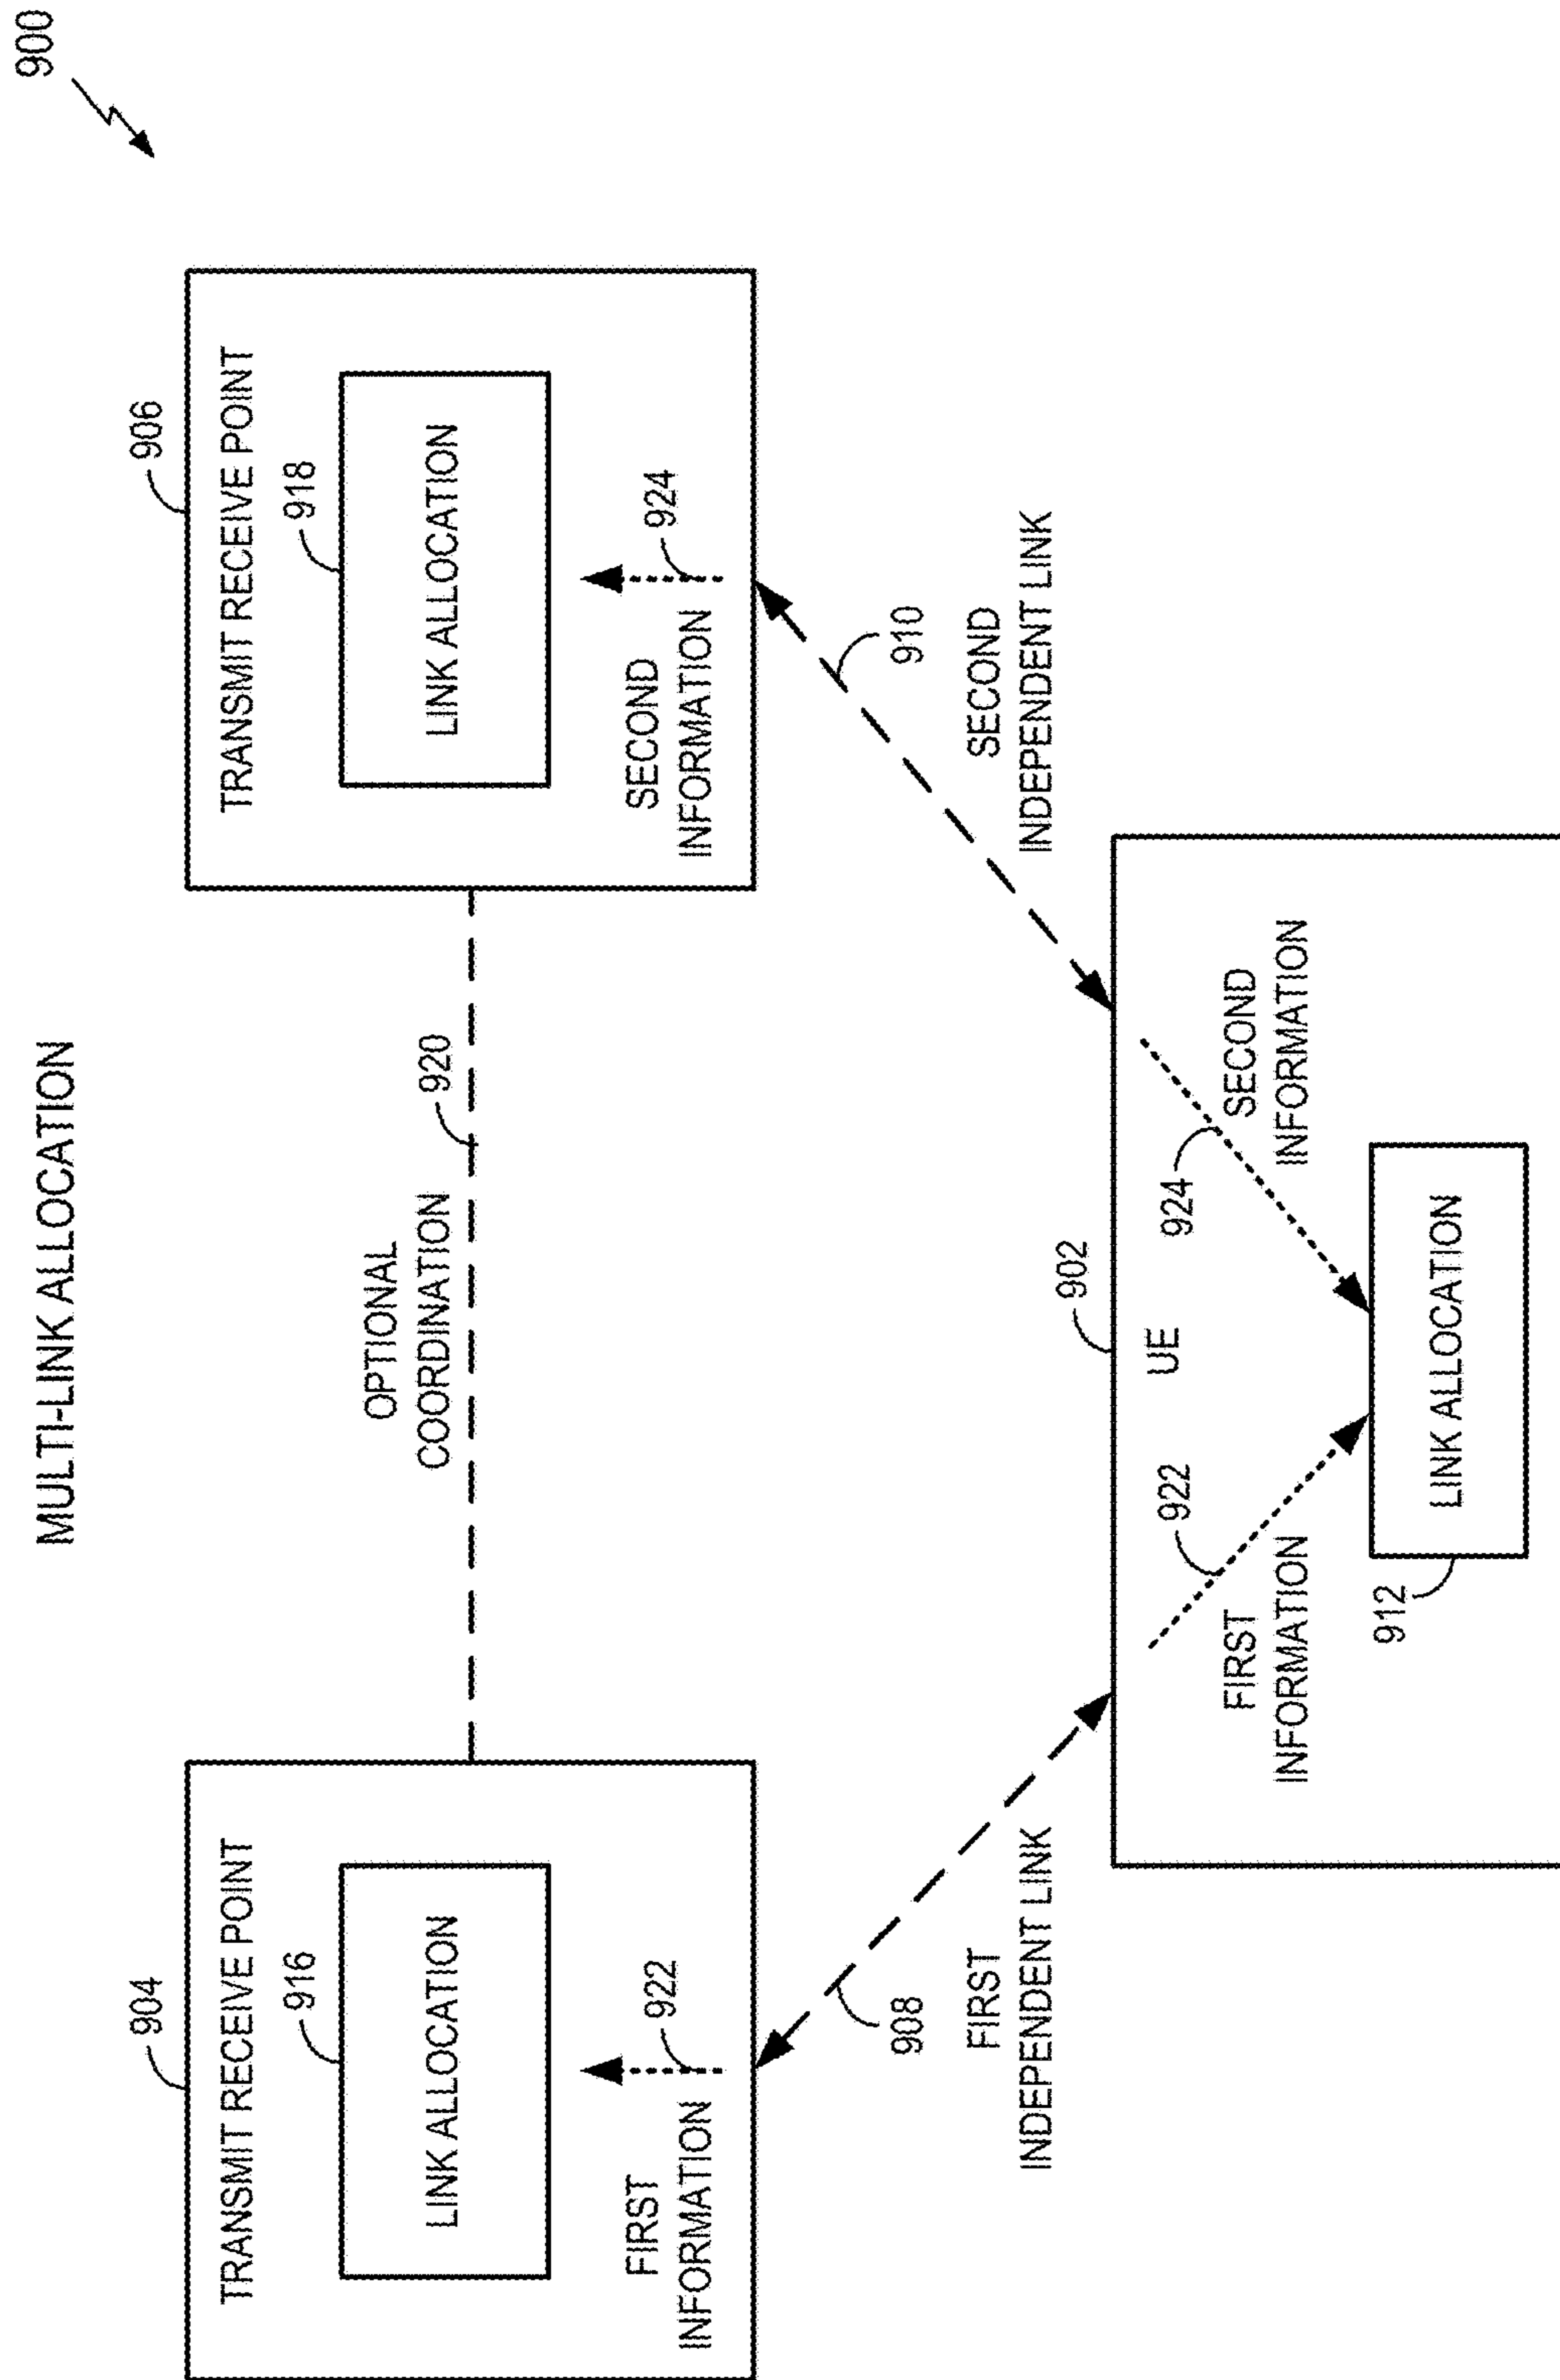 MULTI-LINK ALLOCATION
900
904
TRANSMIT RECEIVE POINT
916
LINK ALLOCATION
FIRST
INFORMATION
922
OPTIONAL
COORDINATION
920
906
TRANSMIT RECEIVE POINT
918
LINK ALLOCATION
SECOND
INFORMATION
924
908
FIRST
INDEPENDENT LINK
910
SECOND
INDEPENDENT LINK
902
UE
922
FIRST
INFORMATION
924
SECOND
INFORMATION
912
LINK ALLOCATION